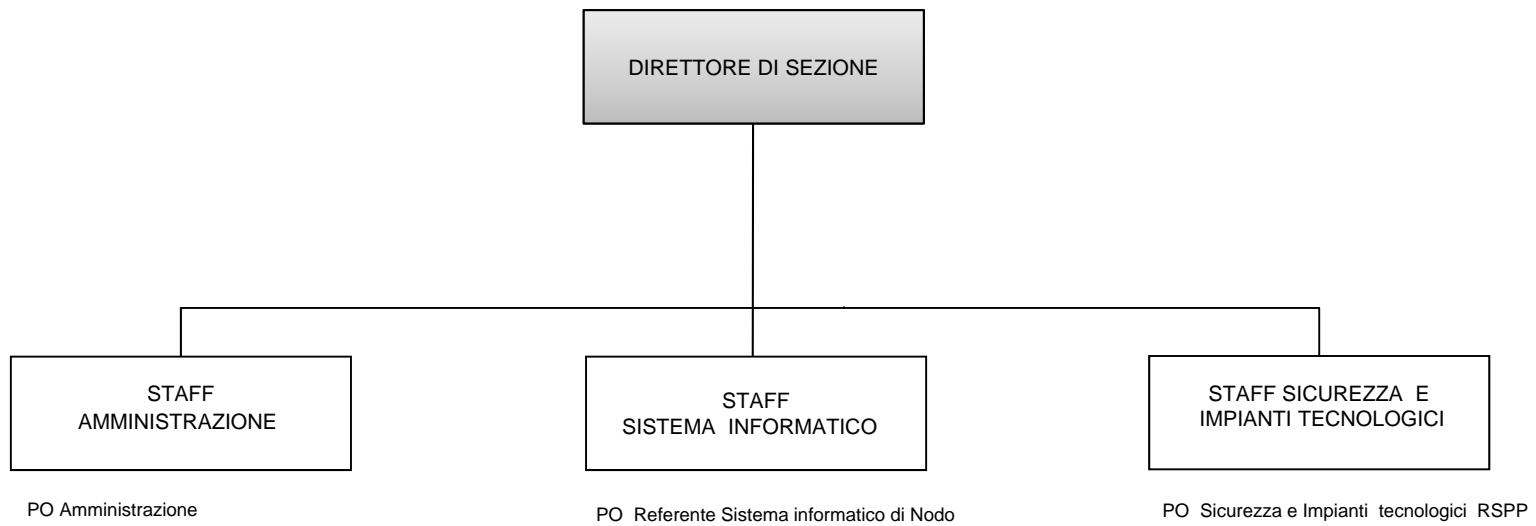 DIRETTORE DI SEZIONE
STAFF
AMMINISTRAZIONE
STAFF
SISTEMA INFORMATICO
STAFF SICUREZZA E
IMPIANTI TECNOLOGICI
PO Amministrazione
PO Referente Sistema informatico di Nodo
PO Sicurezza e Impianti tecnologici RSPP